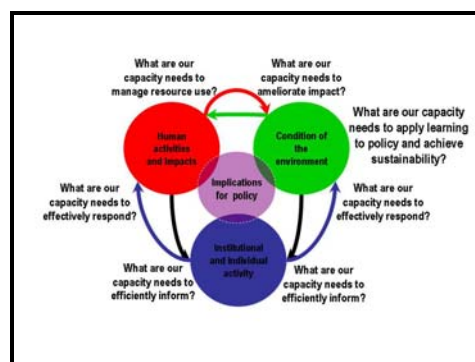 What are our
capacity needs to
manage resource use?
What are our
capacity needs to
ameliorate impact?
What are our capacity
needs to apply learning
to policy and achieve
sustainability?
Human
activities
and impacts
Condition of
the
environment
Implications
for policy
What are our
capacity needs to
effectively respond?
What are our
capacity needs to
effectively respond?
Institutional
and individual
activity
What are our
capacity needs to
efficiently inform?
What are our
capacity needs to
efficiently inform?